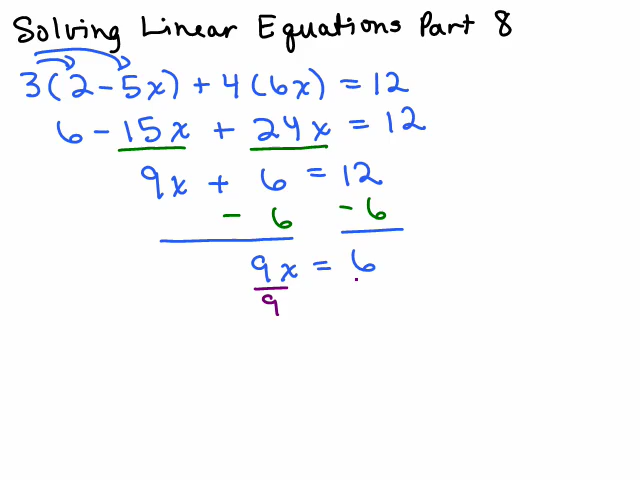 Solving Linear Equations Part 8
3(2-5x)+4(6x)=12
6-15x+24x=12
9x+6=12
-6 -6
9x=6
9